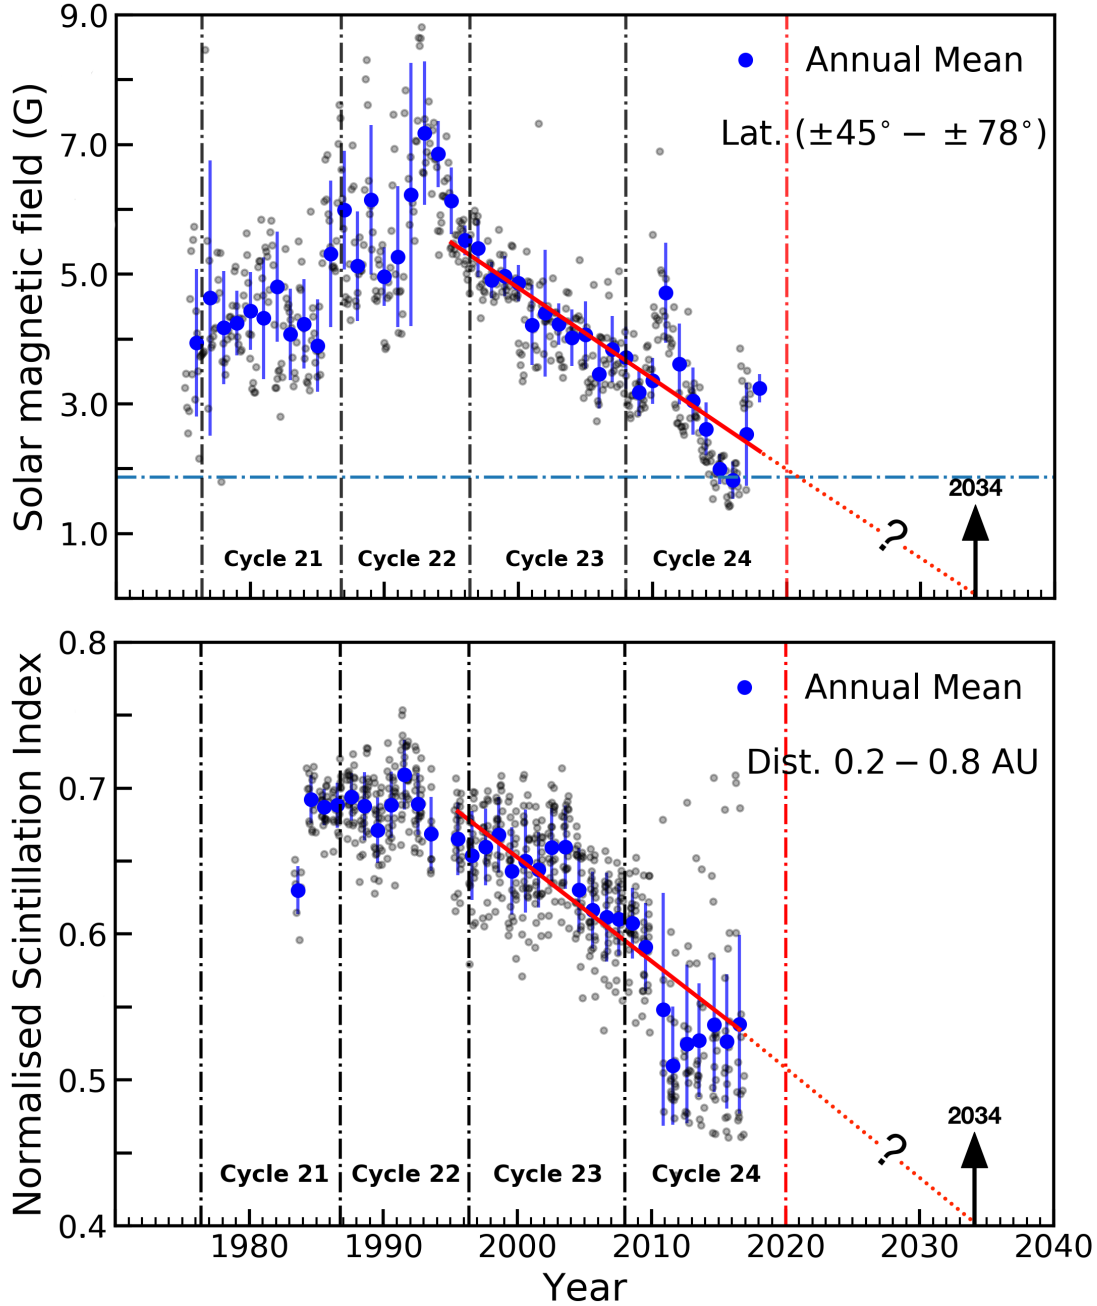 9.0
7.0
5.0
3.0
1.0
Solar magnetic field (G)
Annual Mean
Lat. (±45° − ± 78°)
2034
?
Cycle 21
Cycle 22
Cycle 23
Cycle 24
0.8
0.7
0.6
0.5
0.4
Normalised Scintillation Index
Annual Mean
Dist. 0.2 − 0.8 AU
2034
?
Cycle 21
Cycle 22
Cycle 23
Cycle 24
1980 1990 2000 2010 2020 2030 2040
Year